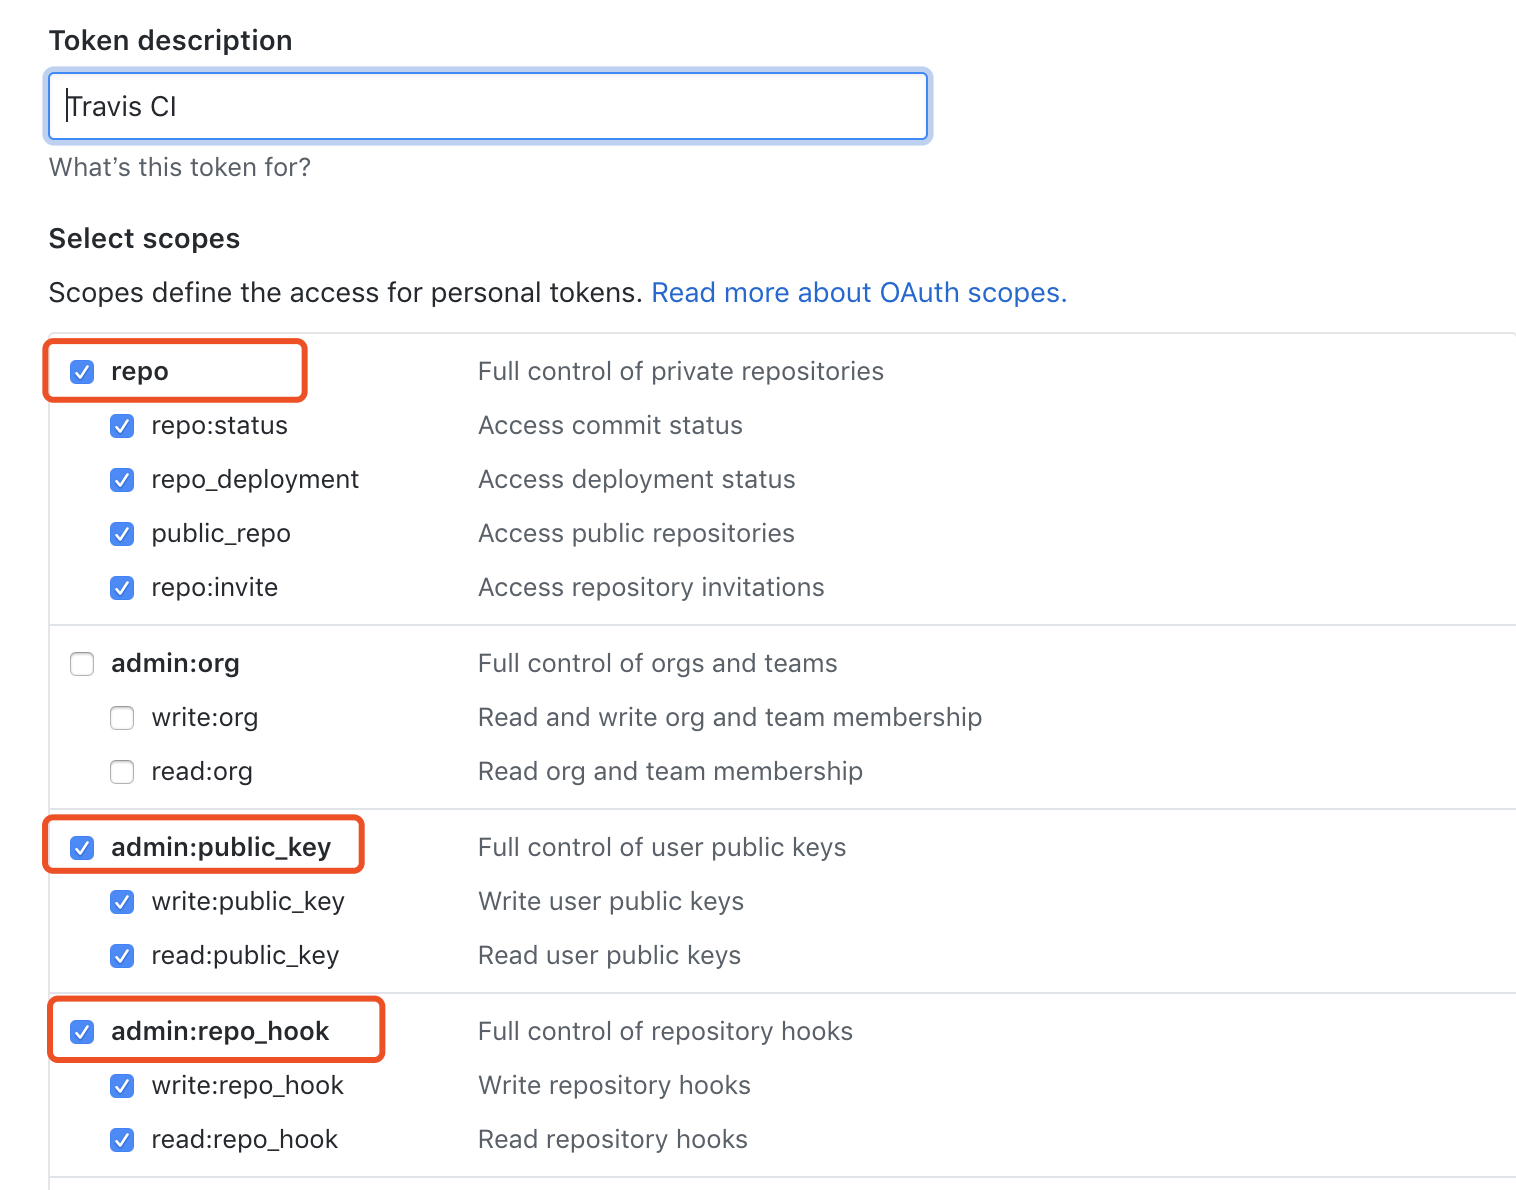 Token description
Travis CI
What’s this token for?
Select scopes
Scopes define the access for personal tokens. Read more about OAuth scopes.
repo Full control of private repositories
repo:status Access commit status
repo_deployment Access deployment status
public_repo Access public repositories
repo:invite Access repository invitations
admin:org Full control of orgs and teams
write:org Read and write org and team membership
read:org Read org and team membership
admin:public_key Full control of user public keys
write:public_key Write user public keys
read:public_key Read user public keys
admin:repo_hook Full control of repository hooks
write:repo_hook Write repository hooks
read:repo_hook Read repository hooks